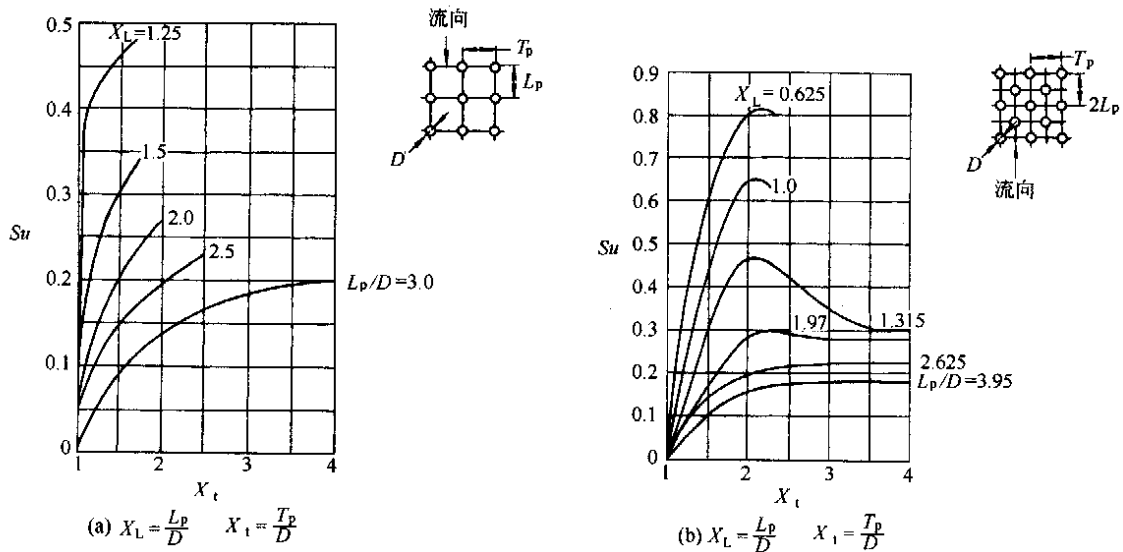 0.5
0.4
0.3
Su
0.2
0.1
0
X_L=1.25
1.5
2.0
2.5
L_p/D=3.0
1
2
3
4
X_t
流向
T_p
L_p
D
(a) X_L = L_p/D X_t = T_p/D
0.9
0.8
0.7
0.6
0.5
Su
0.4
0.3
0.2
0.1
0
X_L = 0.625
1.0
1.97
1.315
2.625
L_p/D=3.95
1
2
3
4
X_t
T_p
2L_p
D
流向
(b) X_L = L_p/D X_t = T_p/D